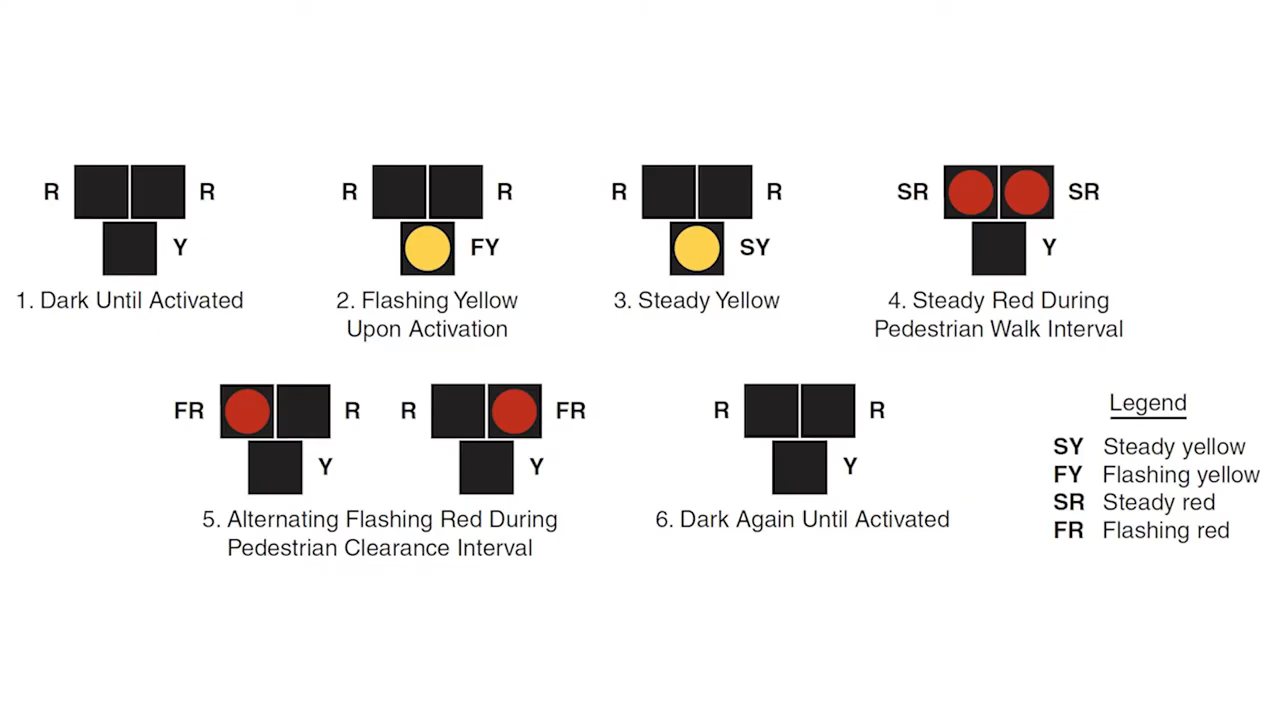 R R R R R R SR SR
Y FY SY Y
1. Dark Until Activated
2. Flashing Yellow
Upon Activation
3. Steady Yellow
4. Steady Red During
Pedestrian Walk Interval
FR R R FR R R
Y Y Y
5. Alternating Flashing Red During
Pedestrian Clearance Interval
6. Dark Again Until Activated
Legend
SY Steady yellow
FY Flashing yellow
SR Steady red
FR Flashing red